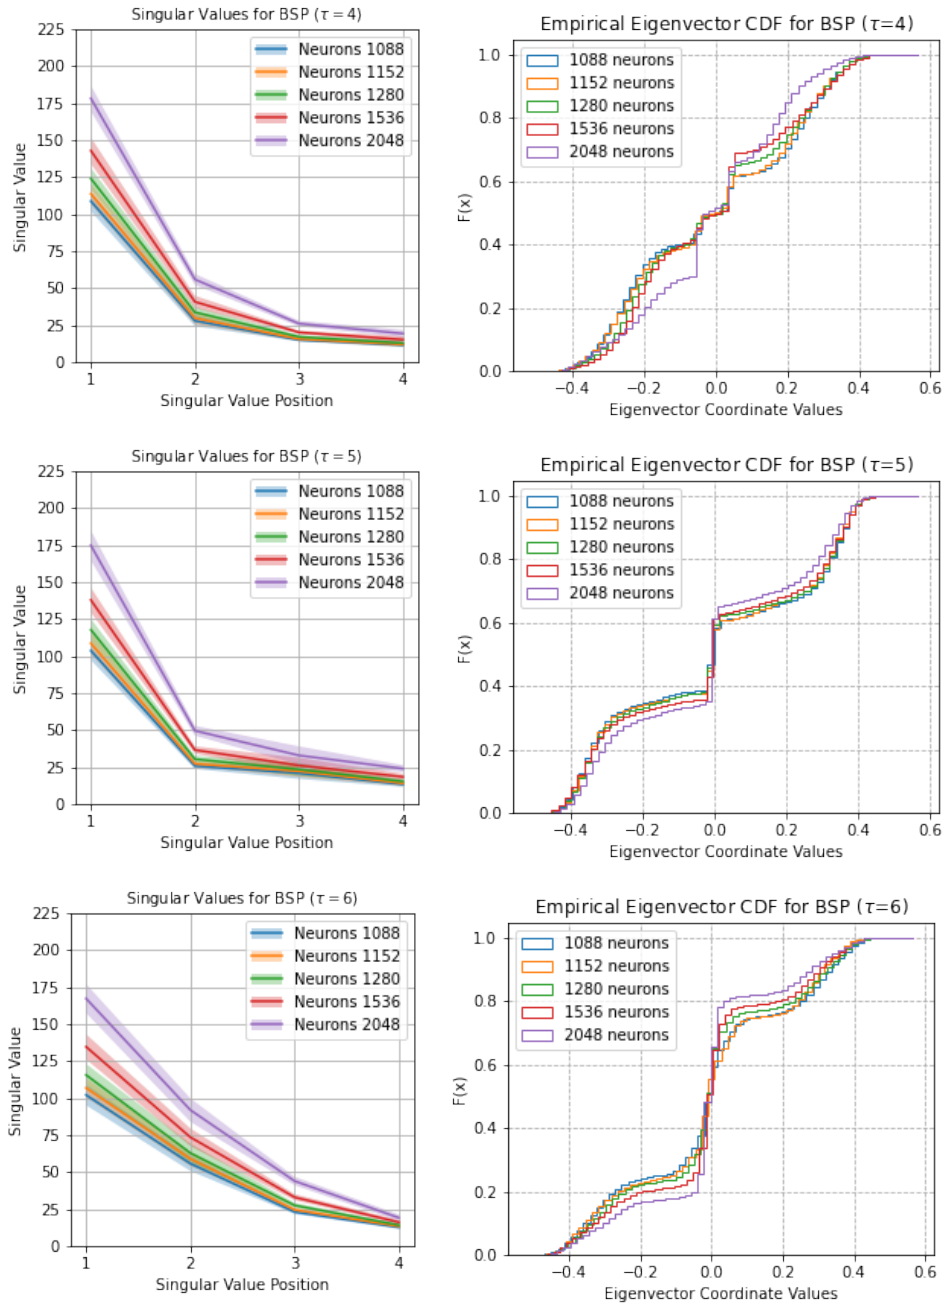 Singular Values for BSP (τ = 4)
225
200
175
150
125
100
75
50
25
0
Singular Value
Neurons 1088
Neurons 1152
Neurons 1280
Neurons 1536
Neurons 2048
1 2 3 4
Singular Value Position
Empirical Eigenvector CDF for BSP (τ=4)
1.0
0.8
0.6
0.4
0.2
0.0
F(x)
1088 neurons
1152 neurons
1280 neurons
1536 neurons
2048 neurons
−0.4 −0.2 0.0 0.2 0.4 0.6
Eigenvector Coordinate Values
Singular Values for BSP (τ = 5)
225
200
175
150
125
100
75
50
25
0
Singular Value
Neurons 1088
Neurons 1152
Neurons 1280
Neurons 1536
Neurons 2048
1 2 3 4
Singular Value Position
Empirical Eigenvector CDF for BSP (τ=5)
1.0
0.8
0.6
0.4
0.2
0.0
F(x)
1088 neurons
1152 neurons
1280 neurons
1536 neurons
2048 neurons
−0.4 −0.2 0.0 0.2 0.4 0.6
Eigenvector Coordinate Values
Singular Values for BSP (τ = 6)
225
200
175
150
125
100
75
50
25
0
Singular Value
Neurons 1088
Neurons 1152
Neurons 1280
Neurons 1536
Neurons 2048
1 2 3 4
Singular Value Position
Empirical Eigenvector CDF for BSP (τ=6)
1.0
0.8
0.6
0.4
0.2
0.0
F(x)
1088 neurons
1152 neurons
1280 neurons
1536 neurons
2048 neurons
−0.4 −0.2 0.0 0.2 0.4 0.6
Eigenvector Coordinate Values